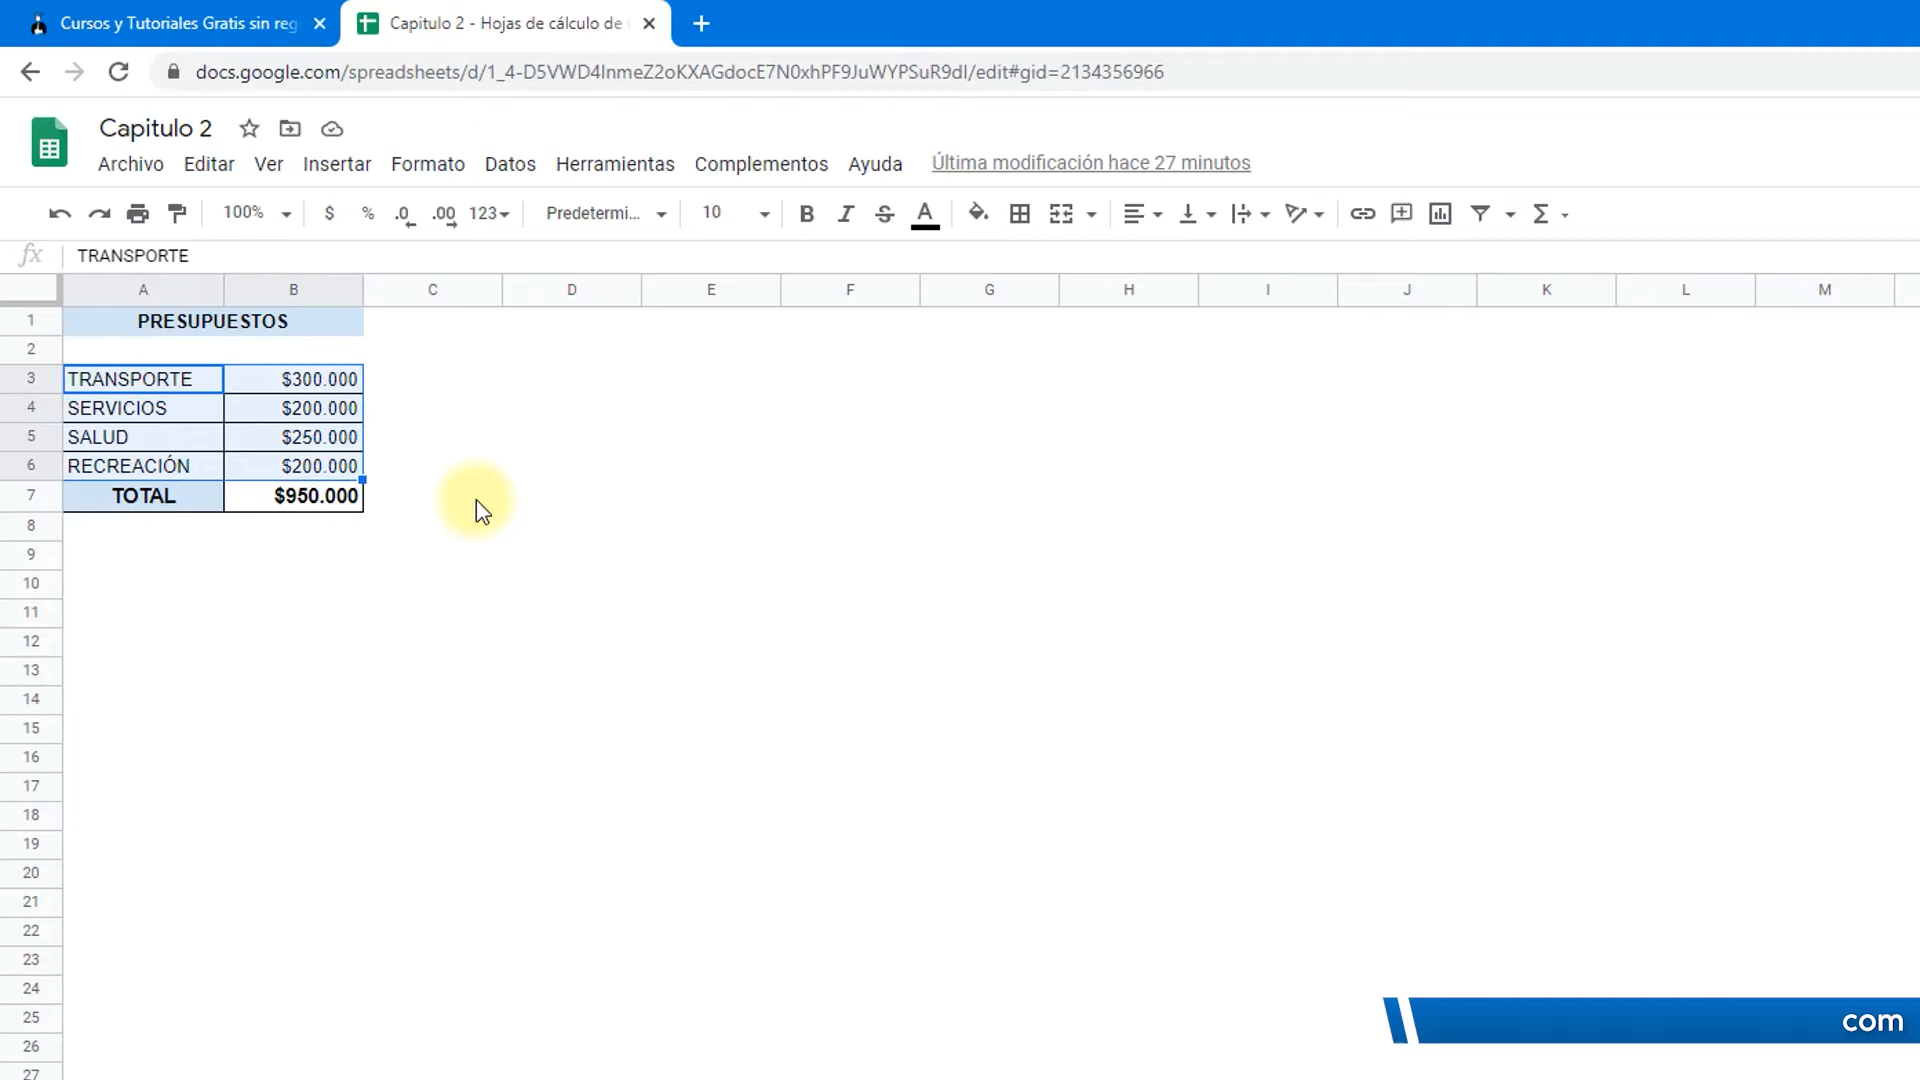 Cursos y Tutoriales Gratis sin reg
Capitulo 2 - Hojas de cálculo de
docs.google.com/spreadsheets/d/1_4-D5VWD4lnmeZ2oKXAGdocE7N0xhPF9JuWYPSuR9dI/edit#gid=2134356966
Capitulo 2
Archivo Editar Ver Insertar Formato Datos Herramientas Complementos Ayuda Última modificación hace 27 minutos
100% $ % .0 .00 123 Predetermi... 10 B I S A Σ
fx TRANSPORTE
A B C D E F G H I J K L M
1 PRESUPUESTOS
2
3 TRANSPORTE $300.000
4 SERVICIOS $200.000
5 SALUD $250.000
6 RECREACIÓN $200.000
7 TOTAL $950.000
8
9
10
11
12
13
14
15
16
17
18
19
20
21
22
23
24
25
26
27
com